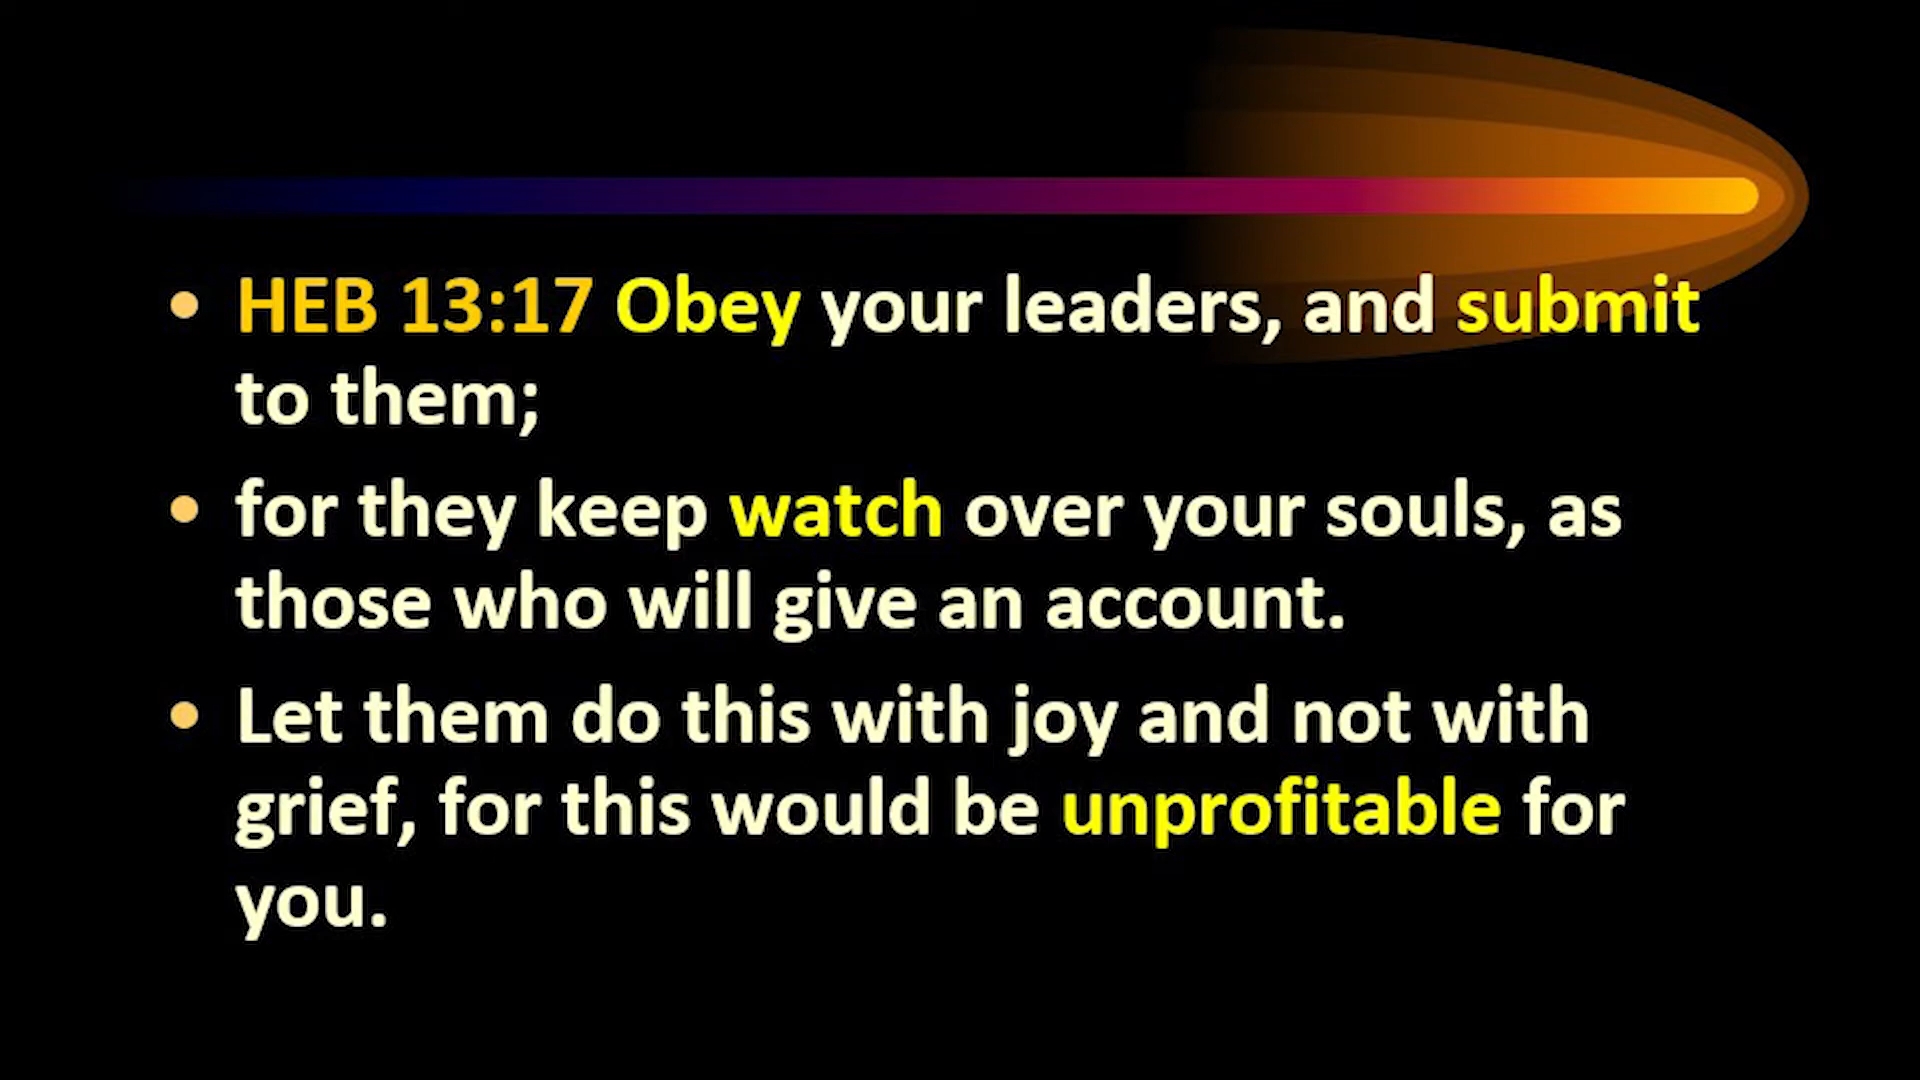 HEB 13:17 Obey your leaders, and submit
to them;
for they keep watch over your souls, as
those who will give an account.
Let them do this with joy and not with
grief, for this would be unprofitable for
you.